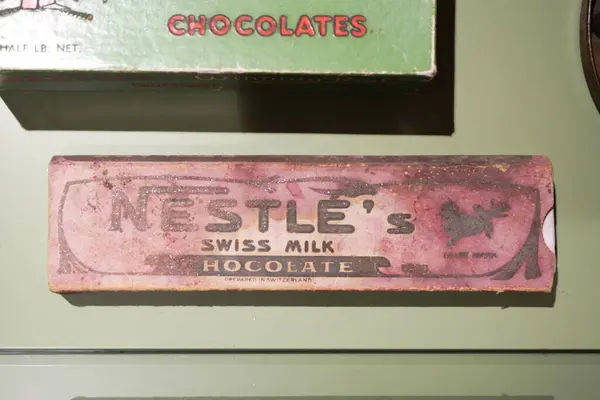 CHOCOLATES
HALF LB. NET.
NESTLÉ's
SWISS MILK
HOCOLATE
PREPARED IN SWITZERLAND